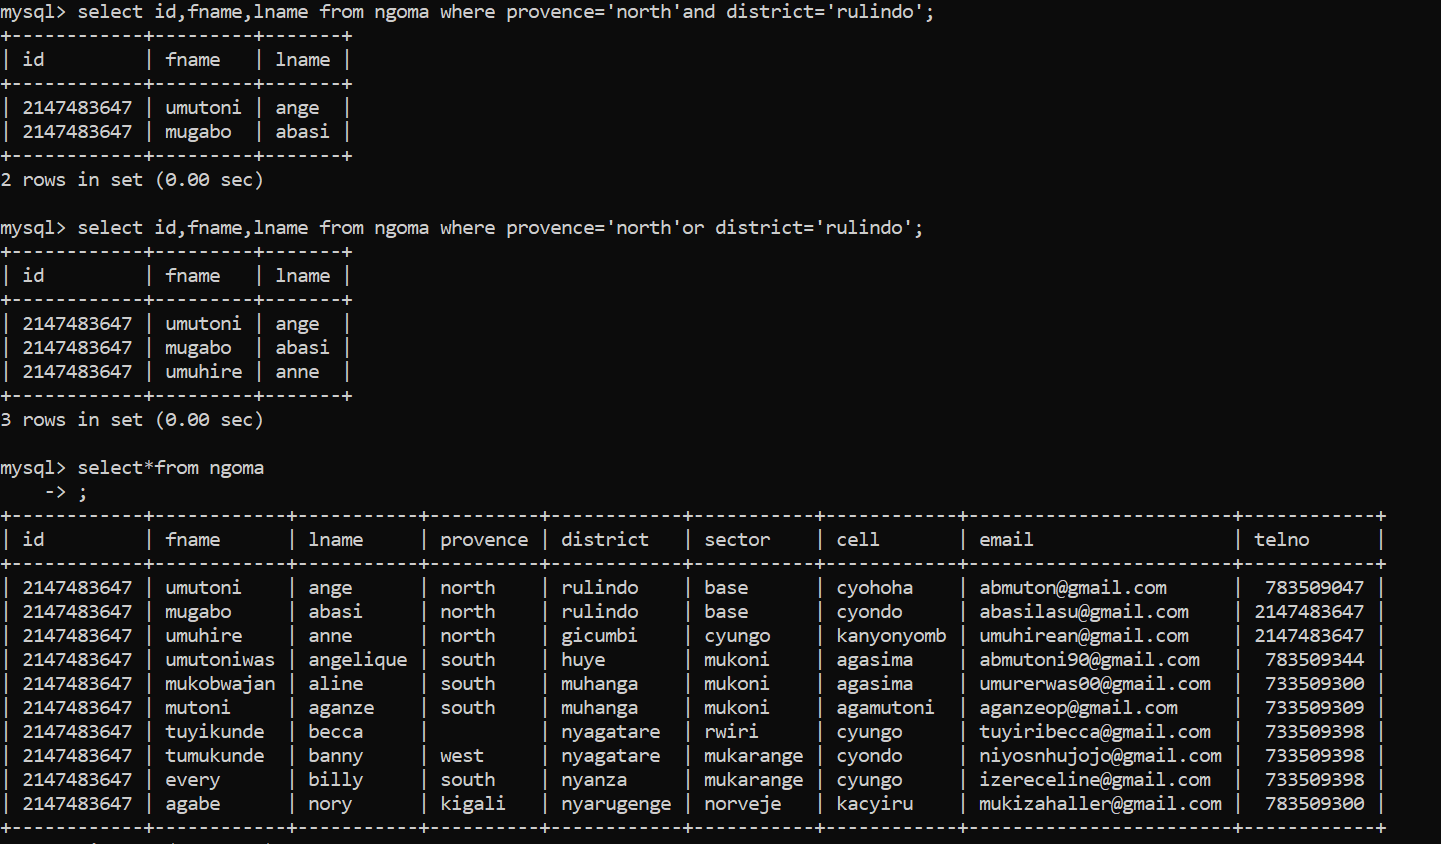 mysql> select id,fname,lname from ngoma where provence='north'and district='rulindo';
+------------+---------+-------+
| id         | fname   | lname |
+------------+---------+-------+
| 2147483647 | umutoni | ange  |
| 2147483647 | mugabo  | abasi |
+------------+---------+-------+
2 rows in set (0.00 sec)

mysql> select id,fname,lname from ngoma where provence='north'or district='rulindo';
+------------+---------+-------+
| id         | fname   | lname |
+------------+---------+-------+
| 2147483647 | umutoni | ange  |
| 2147483647 | mugabo  | abasi |
| 2147483647 | umuhire | anne  |
+------------+---------+-------+
3 rows in set (0.00 sec)

mysql> select*from ngoma
    -> ;
+------------+------------+-----------+----------+------------+-----------+------------+------------------------+------------+
| id         | fname      | lname     | provence | district   | sector    | cell       | email                  | telno      |
+------------+------------+-----------+----------+------------+-----------+------------+------------------------+------------+
| 2147483647 | umutoni    | ange      | north    | rulindo    | base      | cyohoha    | abmuton@gmail.com      |  783509047 |
| 2147483647 | mugabo     | abasi     | north    | rulindo    | base      | cyondo     | abasilasu@gmail.com    | 2147483647 |
| 2147483647 | umuhire    | anne      | north    | gicumbi    | cyungo    | kanyonyomb | umuhirean@gmail.com    | 2147483647 |
| 2147483647 | umutoniwas | angelique | south    | huye       | mukoni    | agasima    | abmutoni90@gmail.com   |  783509344 |
| 2147483647 | mukobwajan | aline     | south    | muhanga    | mukoni    | agasima    | umurerwas00@gmail.com  |  733509300 |
| 2147483647 | mutoni     | aganze    | south    | muhanga    | mukoni    | agamutoni  | aganzeop@gmail.com     |  733509309 |
| 2147483647 | tuyikunde  | becca     |          | nyagatare  | rwiri     | cyungo     | tuyiribecca@gmail.com  |  733509398 |
| 2147483647 | tumukunde  | banny     | west     | nyagatare  | mukarange | cyondo     | niyosnhujojo@gmail.com |  733509398 |
| 2147483647 | every      | billy     | south    | nyanza     | mukarange | cyungo     | izereceline@gmail.com  |  733509398 |
| 2147483647 | agabe      | nory      | kigali   | nyarugenge | norveje   | kacyiru    | mukizahaller@gmail.com |  783509300 |
+------------+------------+-----------+----------+------------+-----------+------------+------------------------+------------+